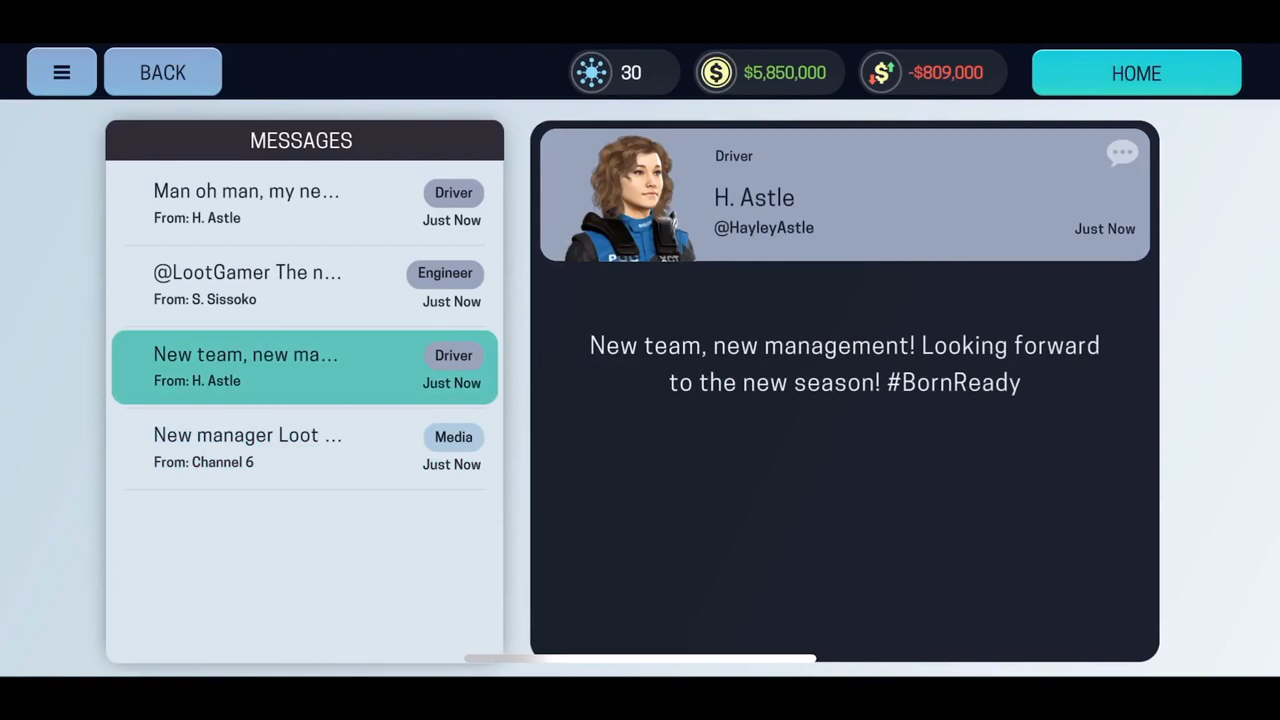 BACK
30
$5,850,000
-$809,000
HOME
MESSAGES
Man oh man, my ne...
Driver
From: H. Astle
Just Now
@LootGamer The n...
Engineer
From: S. Sissoko
Just Now
New team, new ma...
Driver
From: H. Astle
Just Now
New manager Loot ...
Media
From: Channel 6
Just Now
Driver
H. Astle
@HayleyAstle
Just Now
New team, new management! Looking forward
to the new season! #BornReady